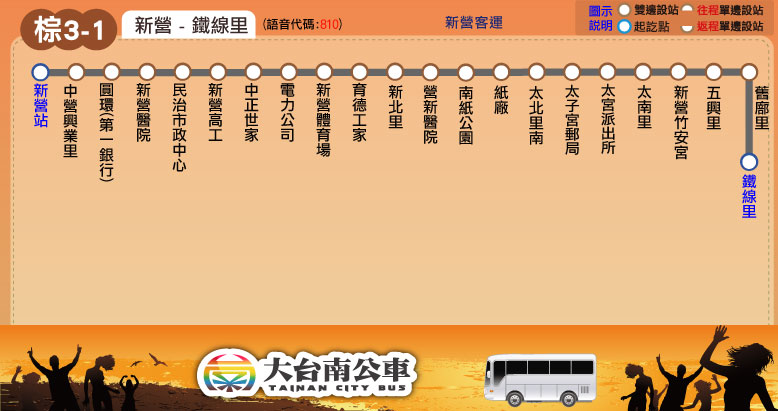 棕3-1
新營 - 鐵線里
(語音代碼:810)
新營客運
圖示說明
雙邊設站
往程單邊設站
起訖點
返程單邊設站
新營站
中營興業里
圓環(第一銀行)
新營醫院
民治市政中心
新營高工
中正世家
電力公司
新營體育場
育德工家
新北里
營新醫院
南紙公園
紙廠
太北里南
太子宮郵局
太宮派出所
太南里
新營竹安宮
五興里
舊廍里
鐵線里
大台南公車
TAINAN CITY BUS